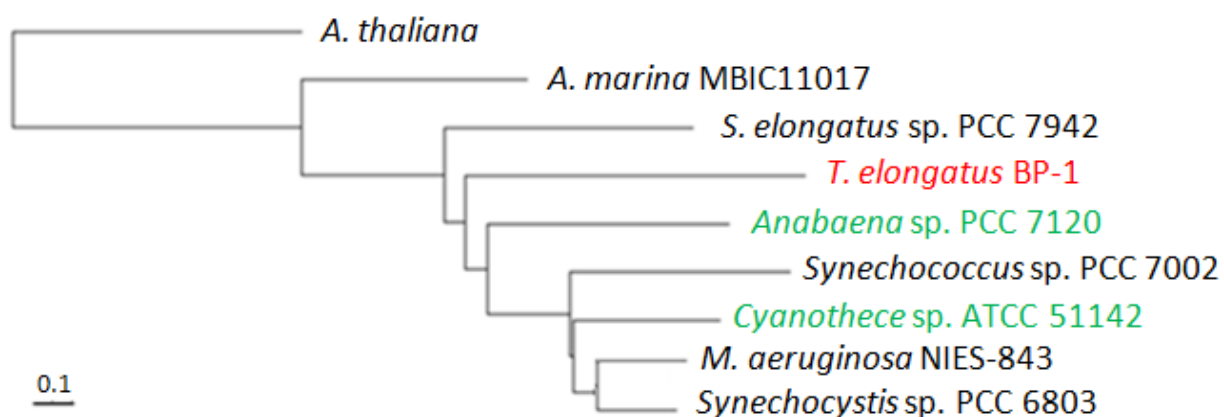 A. thaliana
A. marina MBIC11017
S. elongatus sp. PCC 7942
T. elongatus BP-1
Anabaena sp. PCC 7120
Synechococcus sp. PCC 7002
Cyanothece sp. ATCC 51142
M. aeruginosa NIES-843
0.1
Synechocystis sp. PCC 6803